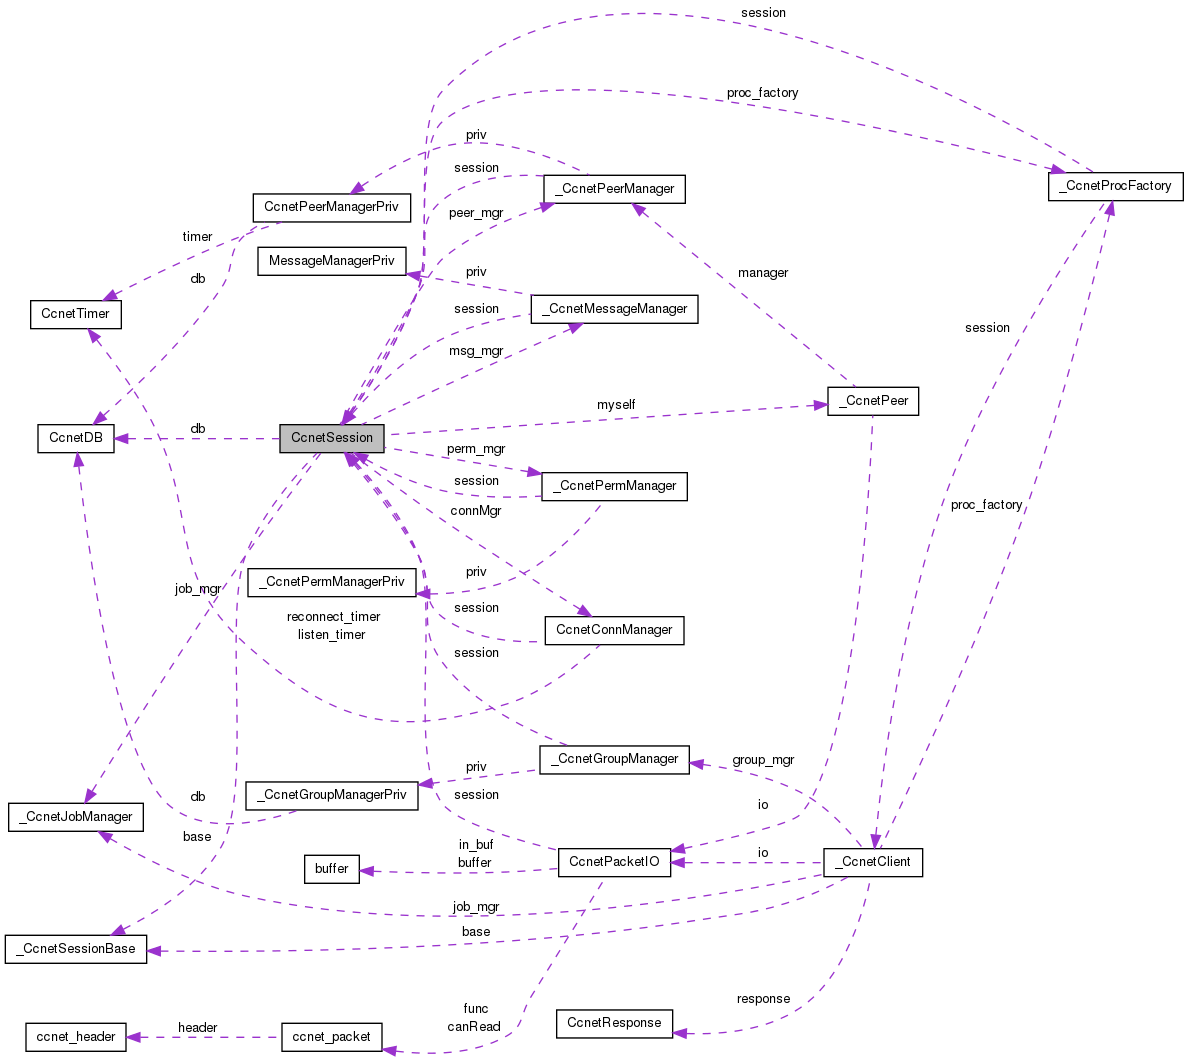 session
proc_factory
priv
session
_CcnetPeerManager
_CcnetProcFactory
CcnetPeerManagerPriv
peer_mgr
timer
MessageManagerPriv
priv
manager
db
CcnetTimer
session
_CcnetMessageManager
session
msg_mgr
myself
_CcnetPeer
db
CcnetDB
CcnetSession
perm_mgr
session
_CcnetPermManager
connMgr
proc_factory
_CcnetPermManagerPriv
priv
job_mgr
reconnect_timer
listen_timer
session
CcnetConnManager
session
_CcnetGroupManager
group_mgr
priv
db
_CcnetGroupManagerPriv
session
io
_CcnetJobManager
base
in_buf
buffer
buffer
CcnetPacketIO
io
_CcnetClient
job_mgr
base
_CcnetSessionBase
response
func
canRead
CcnetResponse
header
ccnet_header
ccnet_packet